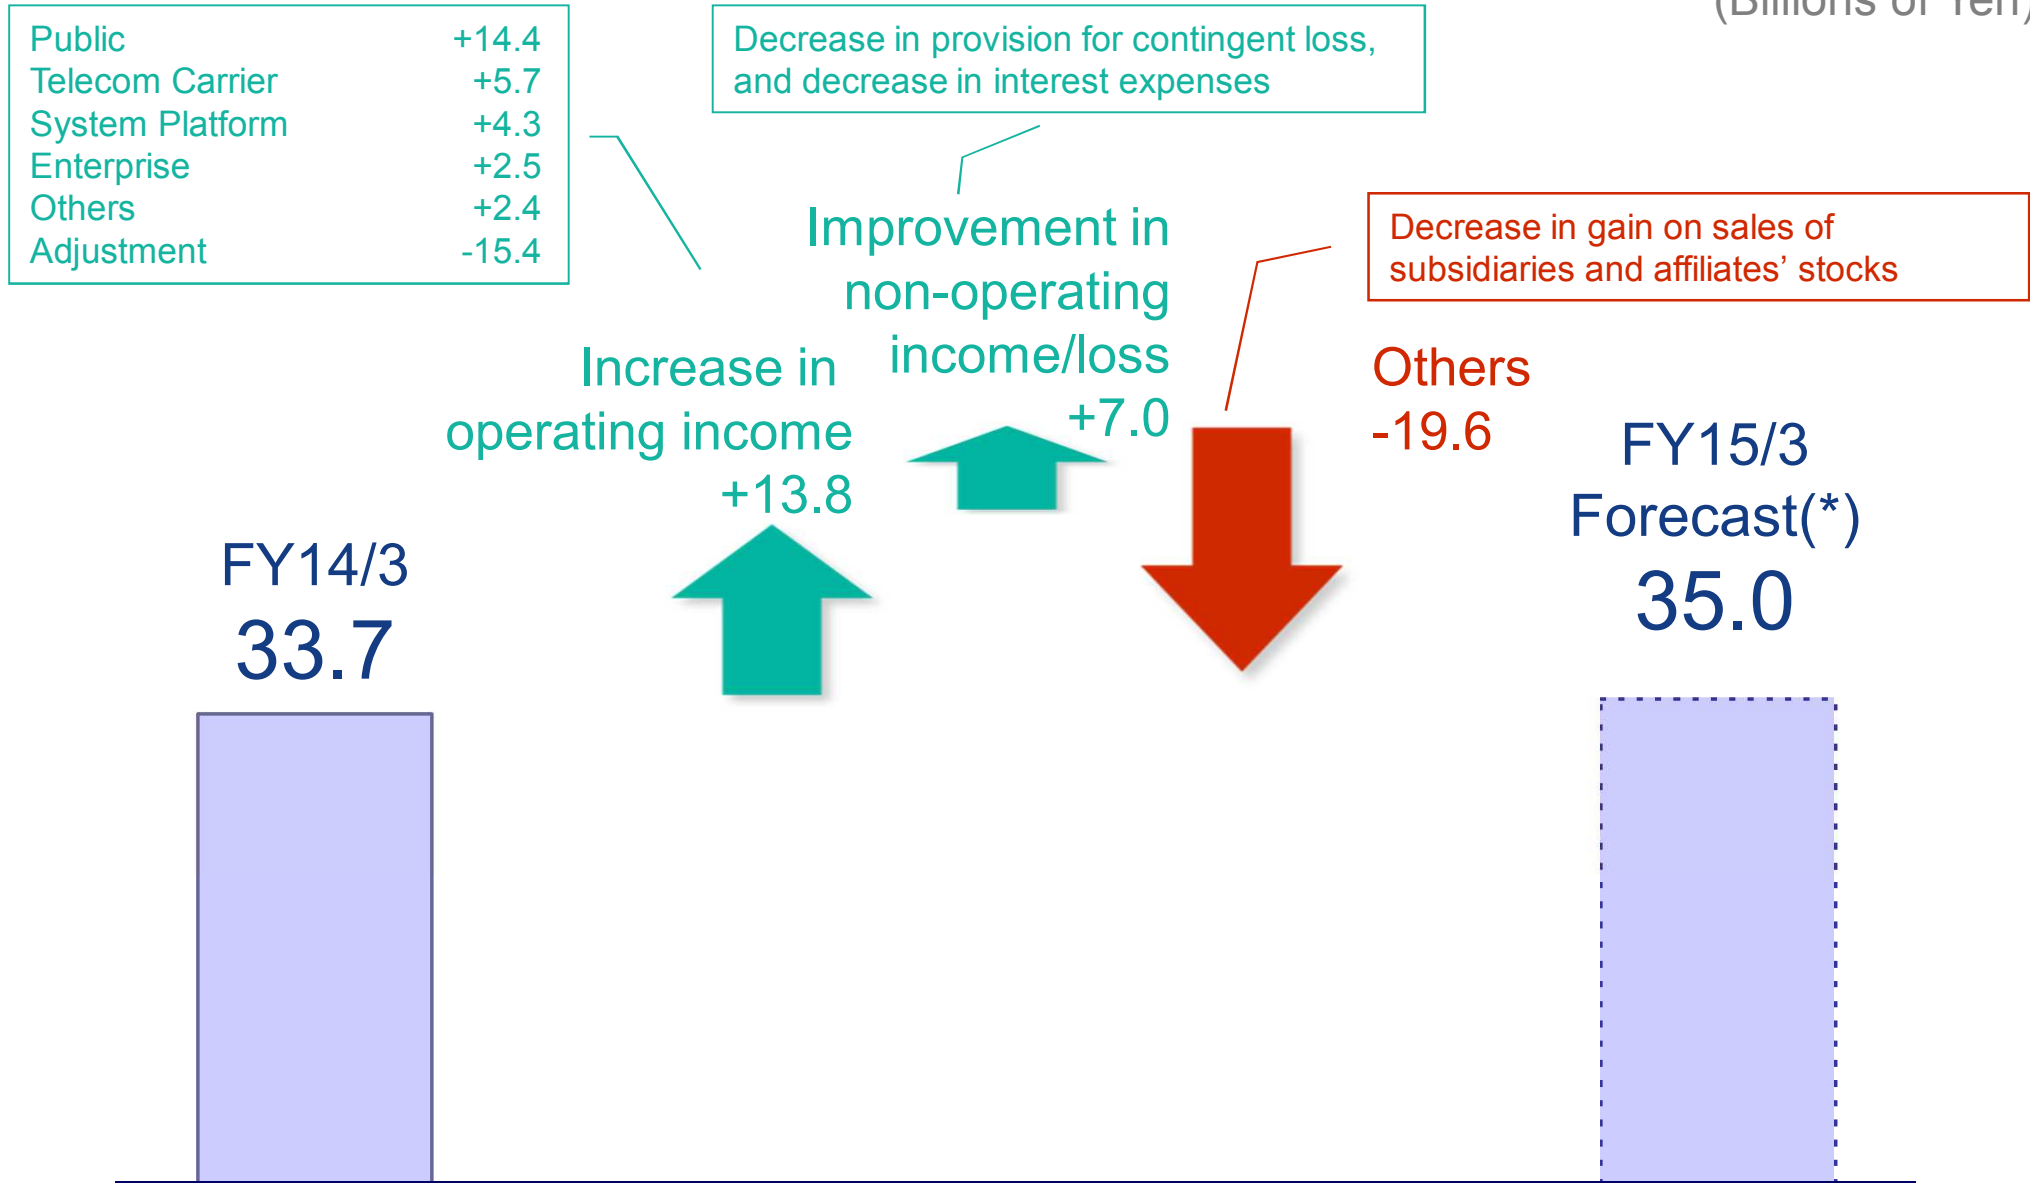 (Billions of Yen)
Public +14.4
Telecom Carrier +5.7
System Platform +4.3
Enterprise +2.5
Others +2.4
Adjustment -15.4
Decrease in provision for contingent loss,
and decrease in interest expenses
Decrease in gain on sales of
subsidiaries and affiliates’ stocks
Increase in
operating income
+13.8
Improvement in
non-operating
income/loss
+7.0
Others
-19.6
FY14/3
33.7
FY15/3
Forecast(*)
35.0